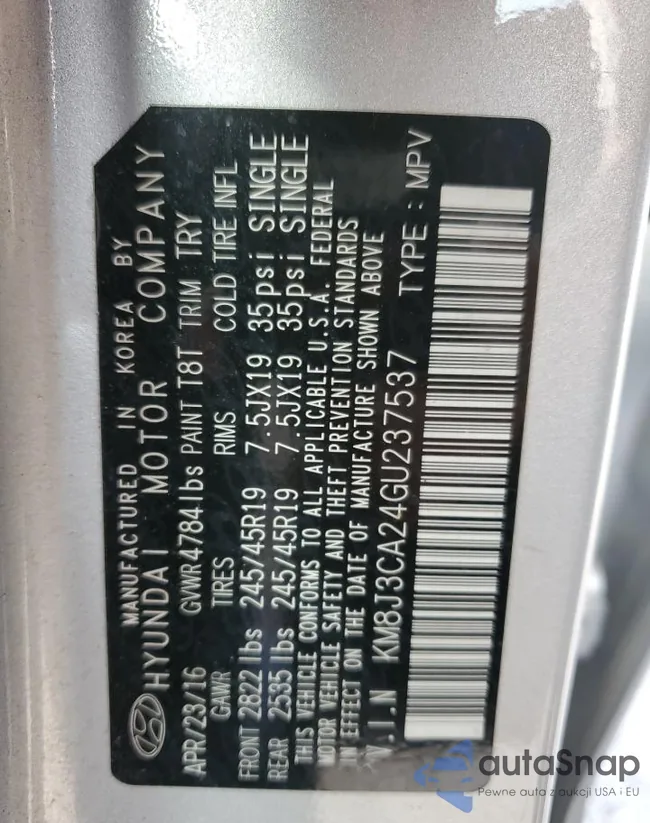 MANUFACTURED IN KOREA BY
HYUNDAI MOTOR COMPANY
APR/23/16 GVWR4784lbs PAINT T8T TRIM TRY
GAWR TIRES RIMS COLD TIRE INFL
FRONT 2822 lbs 245/45R19 7.5JX19 35psi SINGLE
REAR 2535 lbs 245/45R19 7.5JX19 35psi SINGLE
THIS VEHICLE CONFORMS TO ALL APPLICABLE U.S.A. FEDERAL
MOTOR VEHICLE SAFETY AND THEFT PREVENTION STANDARDS
IN EFFECT ON THE DATE OF MANUFACTURE SHOWN ABOVE
V.I.N KM8J3CA24GU237537 TYPE : MPV
autaSnap
Pewne auta z aukcji USA i EU